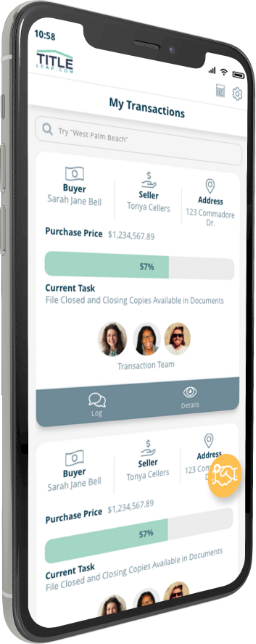 10:58
TITLE
LEAP.COM
My Transactions
Try "West Palm Beach"
Buyer
Sarah Jane Bell
Seller
Tonya Cellers
Address
123 Commadore
Dr.
Purchase Price $1,234,567.89
57%
Current Task
File Closed and Closing Copies Available in Documents
Transaction Team
Log
Details
Buyer
Sarah Jane Bell
Seller
Tonya Cellers
Address
123 Com
D
Purchase Price $1,234,567.89
57%
Current Task
File Closed and Closing Copies Available in Documents